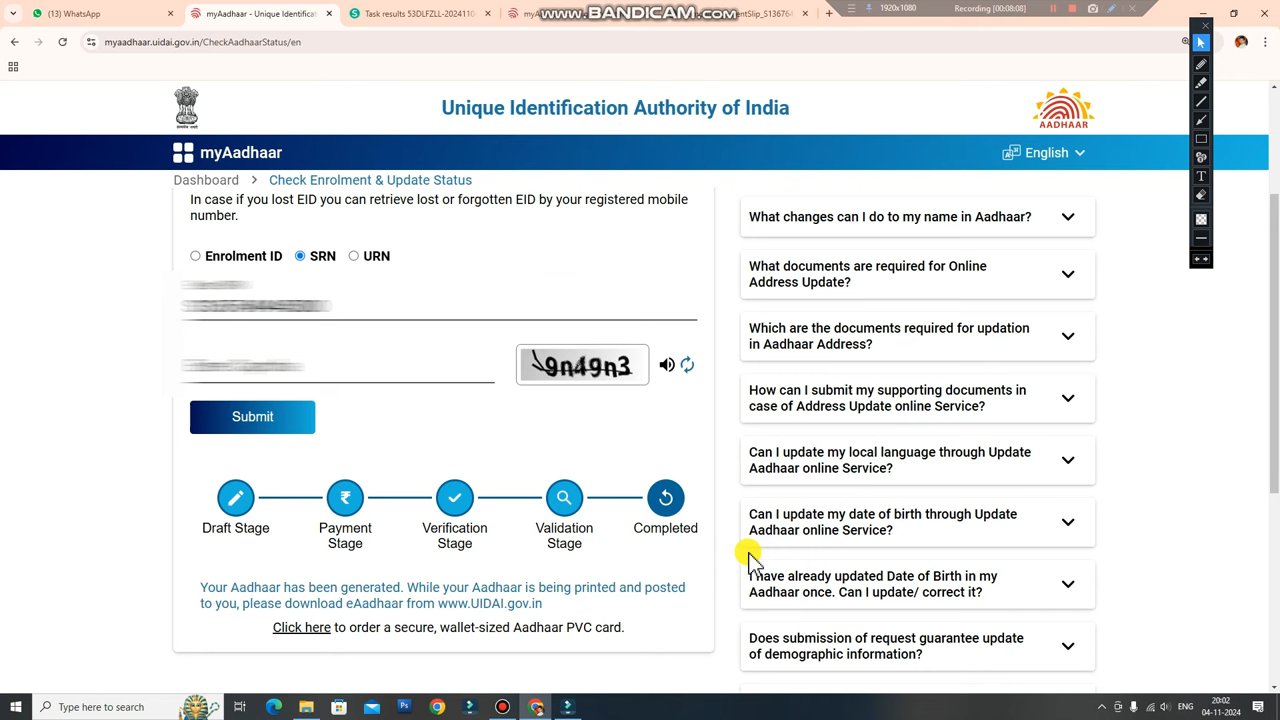 WhatsApp
myAadhaar - Unique Identificat
Task results 53DLFZLL-20241104
www.BANDICAM.com
1920x1080
Recording [00:08:08]
myaadhaar.uidai.gov.in/CheckAadhaarStatus/en
Unique Identification Authority of India
AADHAAR
myAadhaar
English
Dashboard > Check Enrolment & Update Status
In case if you lost EID you can retrieve lost or forgotten EID by your registered mobile
number.
Enrolment ID
SRN
URN
9n49n3
Submit
Draft Stage
Payment
Stage
Verification
Stage
Validation
Stage
Completed
Your Aadhaar has been generated. While your Aadhaar is being printed and posted
to you, please download eAadhaar from www.UIDAI.gov.in
Click here to order a secure, wallet-sized Aadhaar PVC card.
What changes can I do to my name in Aadhaar?
What documents are required for Online
Address Update?
Which are the documents required for updation
in Aadhaar Address?
How can I submit my supporting documents in
case of Address Update online Service?
Can I update my local language through Update
Aadhaar online Service?
Can I update my date of birth through Update
Aadhaar online Service?
I have already updated Date of Birth in my
Aadhaar once. Can I update/ correct it?
Does submission of request guarantee update
of demographic information?
Type here to search
20:02
04-11-2024